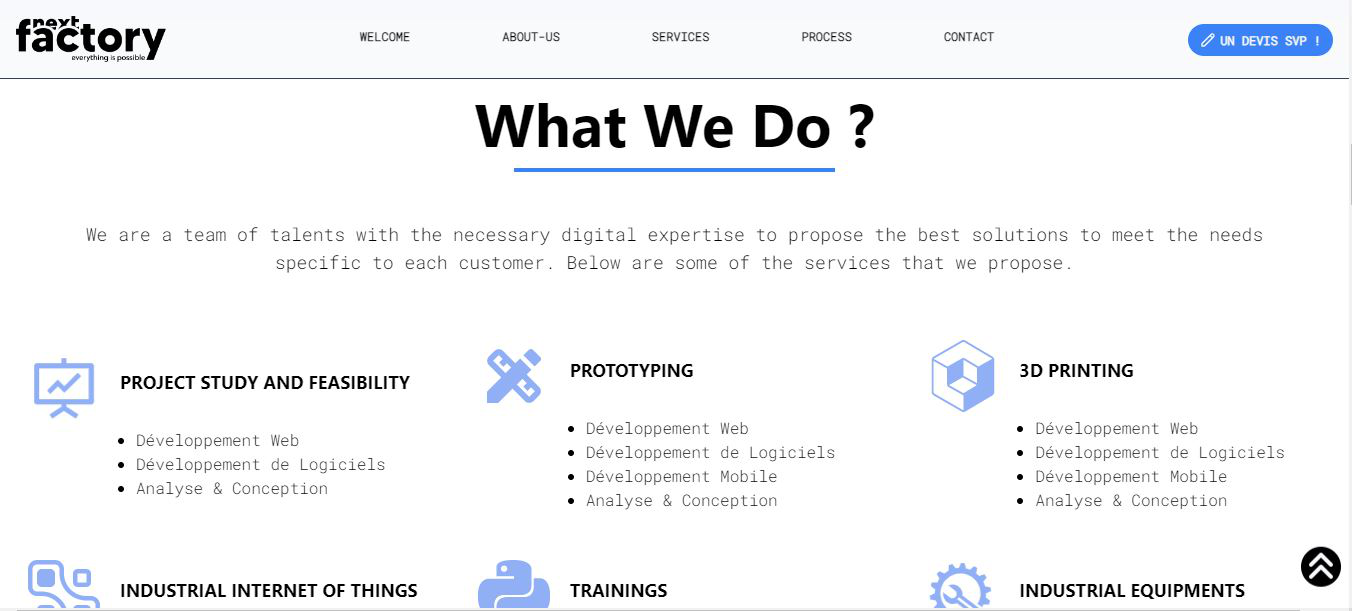 next
factory
everything is possible
WELCOME
ABOUT-US
SERVICES
PROCESS
CONTACT
UN DEVIS SVP !
What We Do ?
We are a team of talents with the necessary digital expertise to propose the best solutions to meet the needs
specific to each customer. Below are some of the services that we propose.
PROJECT STUDY AND FEASIBILITY
Développement Web
Développement de Logiciels
Analyse & Conception
PROTOTYPING
Développement Web
Développement de Logiciels
Développement Mobile
Analyse & Conception
3D PRINTING
Développement Web
Développement de Logiciels
Développement Mobile
Analyse & Conception
INDUSTRIAL INTERNET OF THINGS
TRAININGS
INDUSTRIAL EQUIPMENTS